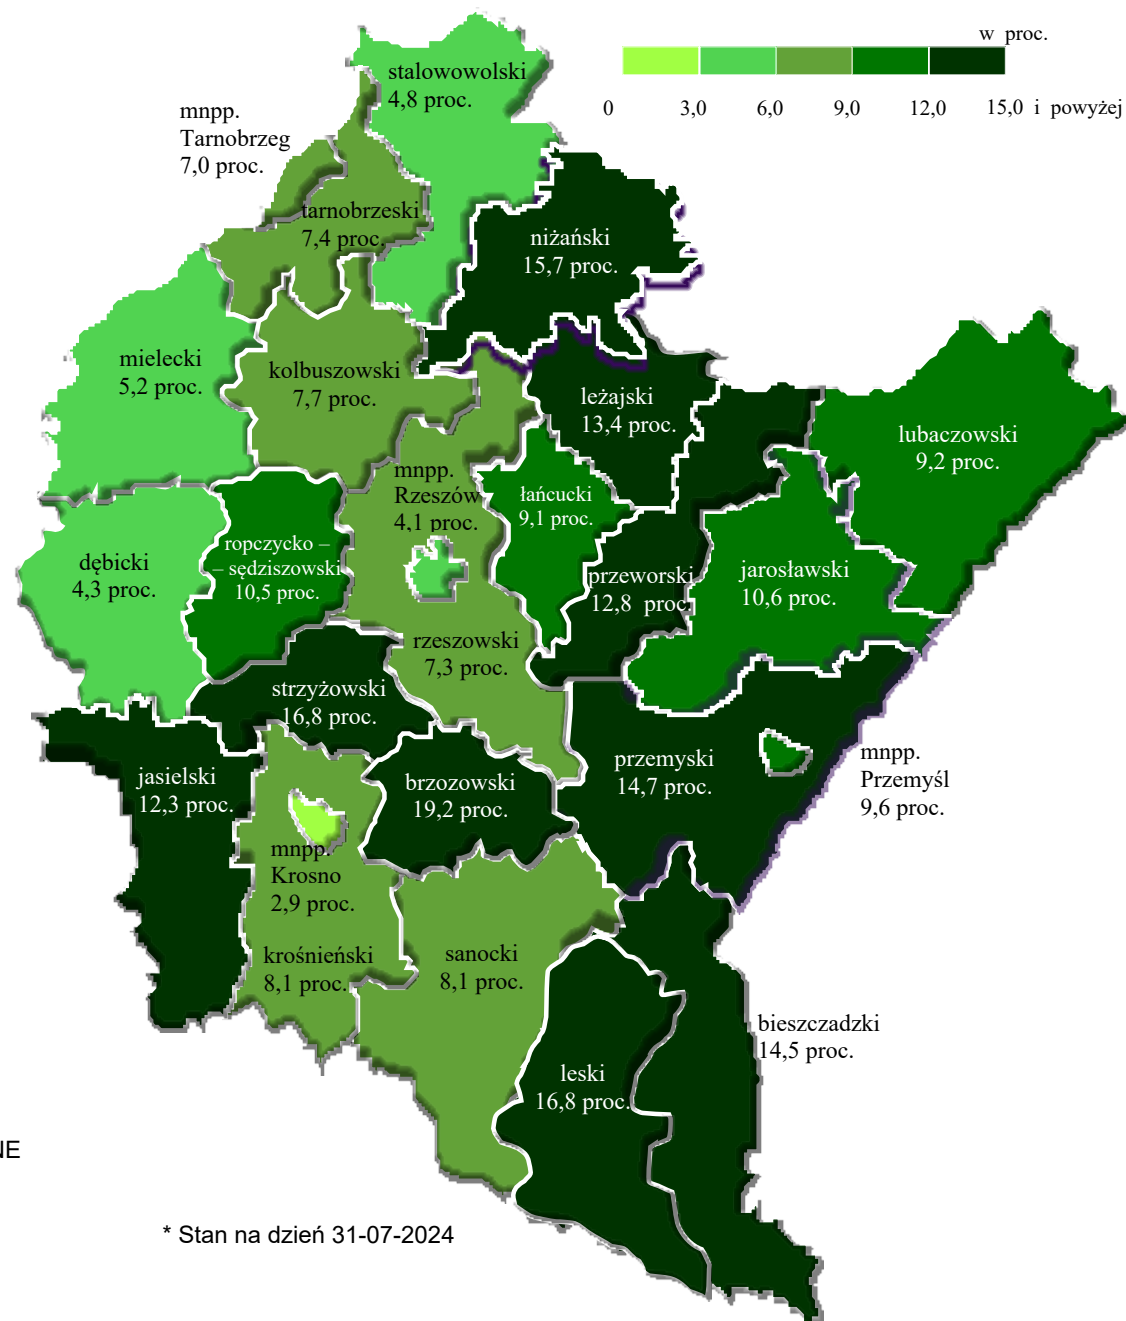 w proc.
0 3,0 6,0 9,0 12,0 15,0 i powyżej
stalowowolski
4,8 proc.
mnpp.
Tarnobrzeg
7,0 proc.
tarnobrzeski
7,4 proc.
niżański
15,7 proc.
mielecki
5,2 proc.
kolbuszowski
7,7 proc.
leżajski
13,4 proc.
lubaczowski
9,2 proc.
mnpp.
Rzeszów
4,1 proc.
łańcucki
9,1 proc.
ropczycko –
– sędziszowski
10,5 proc.
dębicki
4,3 proc.
przeworski
12,8 proc.
jarosławski
10,6 proc.
rzeszowski
7,3 proc.
strzyżowski
16,8 proc.
jasielski
12,3 proc.
brzozowski
19,2 proc.
przemyski
14,7 proc.
mnpp.
Przemyśl
9,6 proc.
mnpp.
Krosno
2,9 proc.
krośnieński
8,1 proc.
sanocki
8,1 proc.
bieszczadzki
14,5 proc.
leski
16,8 proc.
NE
* Stan na dzień 31-07-2024